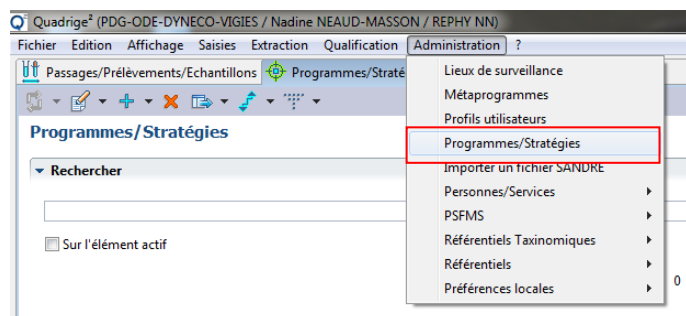 Quadrige² (PDG-ODE-DYNECO-VIGIES / Nadine NEAUD-MASSON / REPHY NN)
Fichier Edition Affichage Saisies Extraction Qualification Administration ?
Passages/Prélèvements/Echantillons Programmes/Straté
Lieux de surveillance
Métaprogrammes
Profils utilisateurs
Programmes/Stratégies
Importer un fichier SANDRE
Personnes/Services
PSFMS
Référentiels Taxinomiques
Référentiels
Préférences locales
Programmes/Stratégies
Rechercher
Sur l'élément actif
0